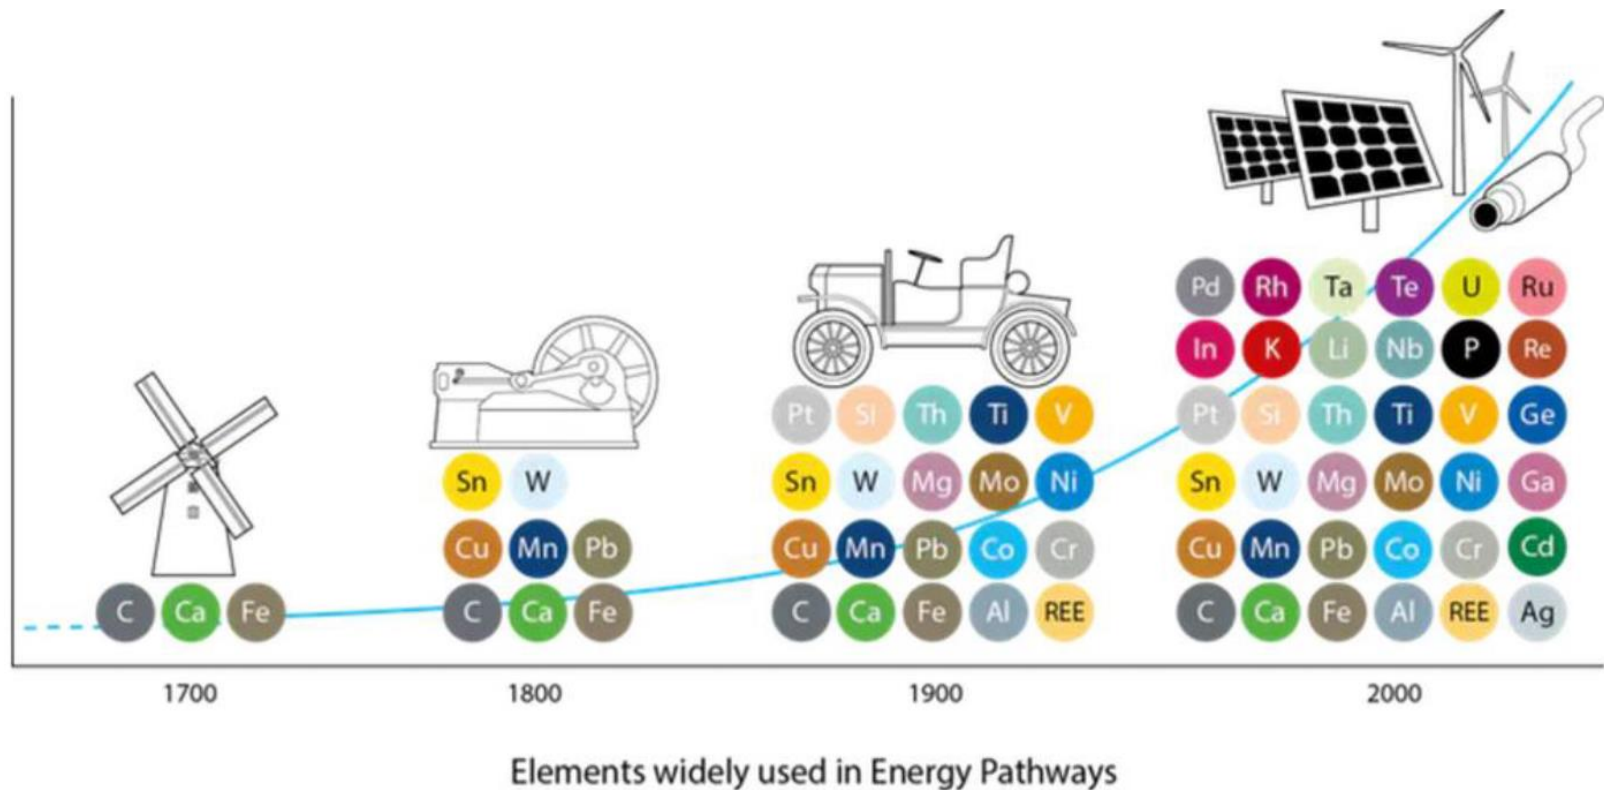 Pd Rh Ta Te U Ru
In K Li Nb P Re
Pt Si Th Ti V Pt Si Th Ti V Ge
Sn W Sn W Mg Mo Ni Sn W Mg Mo Ni Ga
Cu Mn Pb Cu Mn Pb Co Cr Cu Mn Pb Co Cr Cd
C Ca Fe C Ca Fe C Ca Fe Al REE C Ca Fe Al REE Ag
1700 1800 1900 2000
Elements widely used in Energy Pathways